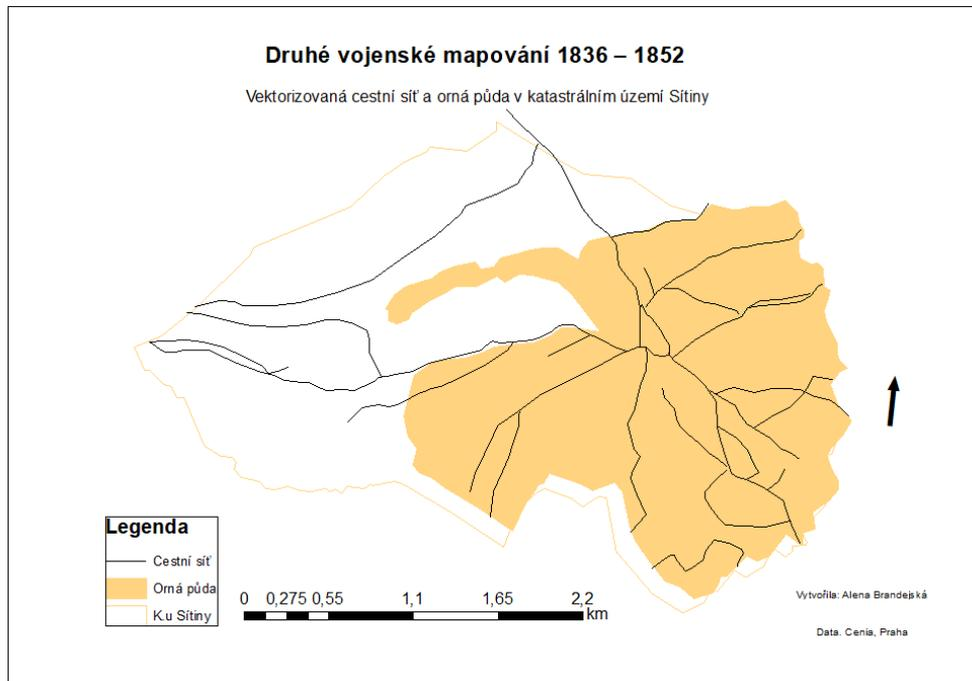 Druhé vojenské mapování 1836 – 1852
Vektorizovaná cestní síť a orná půda v katastrálním území Sítiny
Legenda
Cestní síť
Orná půda
K.u Sítiny
0 0,275 0,55 1,1 1,65 2,2
km
Vytvořila: Alena Brandejská
Data. Cenia, Praha